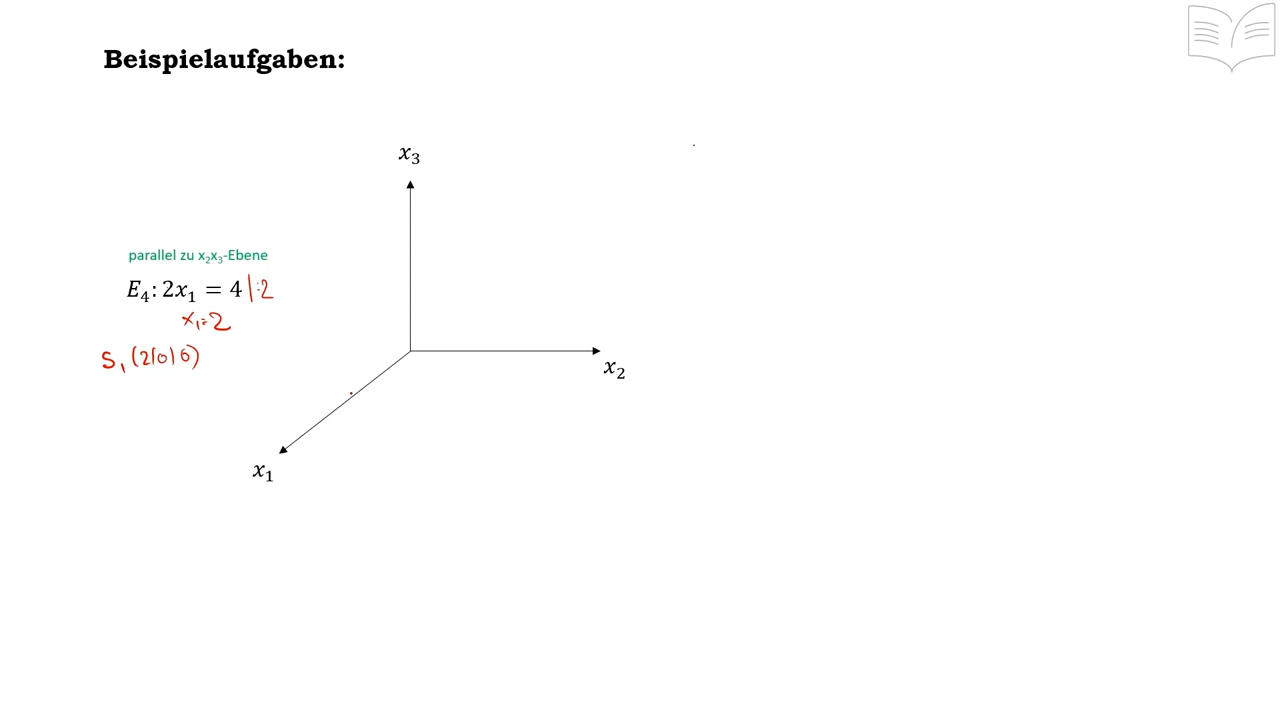 Beispielaufgaben:
x₃
parallel zu x₂x₃-Ebene
E₄: 2x₁ = 4 |:2
x₁=2
S₁ (2|0|0)
x₂
x₁